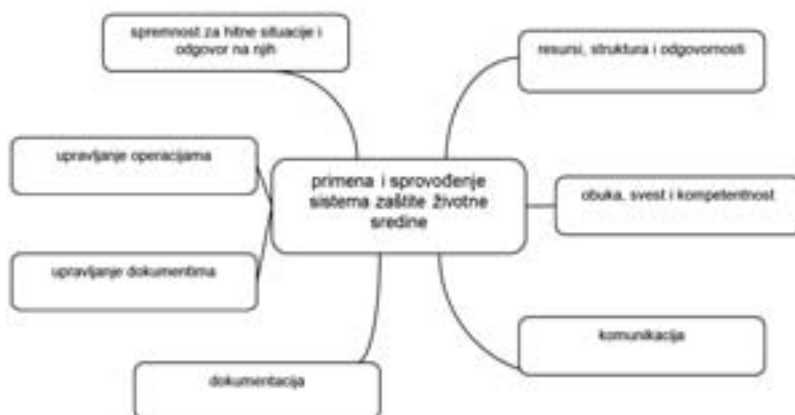 spremnost za hitne situacije i
odgovor na njh
resursi, struktura i odgovornosti
upravljanje operacijama
primena i sprovođenje
sistema zaštite životne
sredine
obuka, svest i kompetentnost
upravljanje dokumentima
komunikacija
dokumentacija